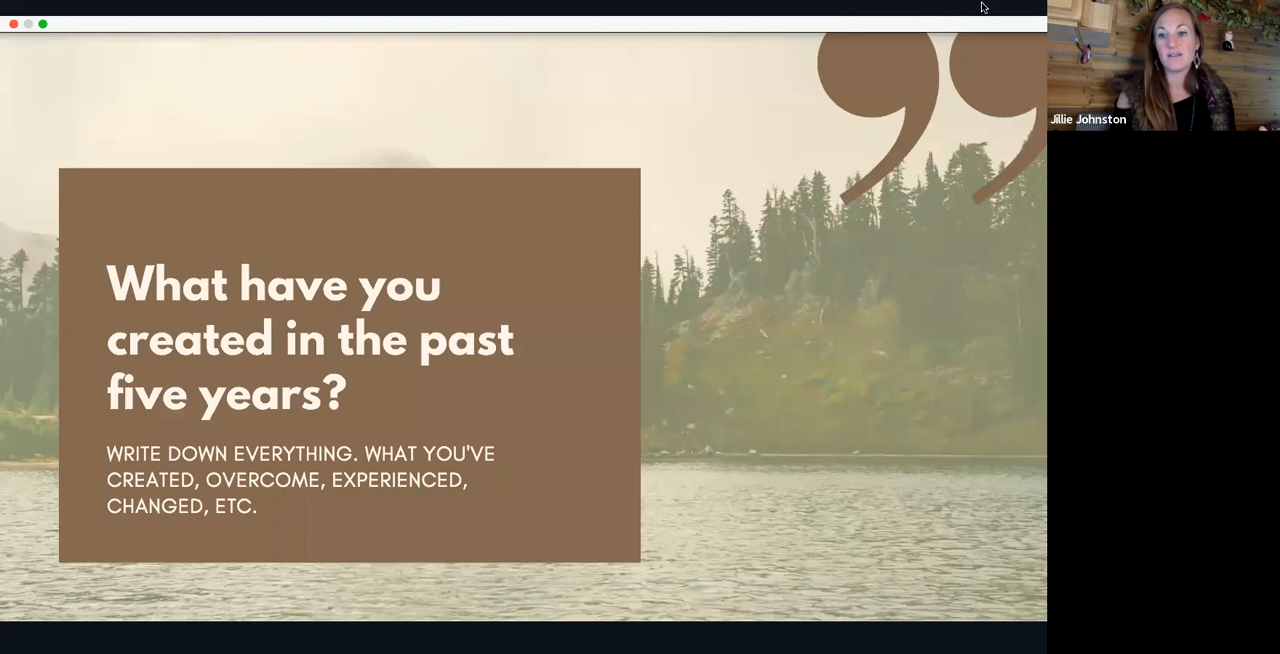 What have you
created in the past
five years?
WRITE DOWN EVERYTHING. WHAT YOU'VE
CREATED, OVERCOME, EXPERIENCED,
CHANGED, ETC.
Jillie Johnston